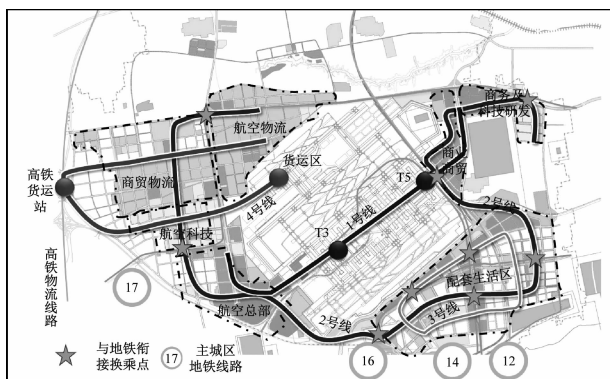 商务及
科技研发
航空物流
商业
商贸
高铁
货运
站
商贸物流
货运区
4号线
T5
1号线
2号线
T3
航空科技
高铁物流线路
配套生活区
17
航空总部
2号线
3号线
与地铁衔
接换乘点
17
主城区
地铁线路
16
14
12